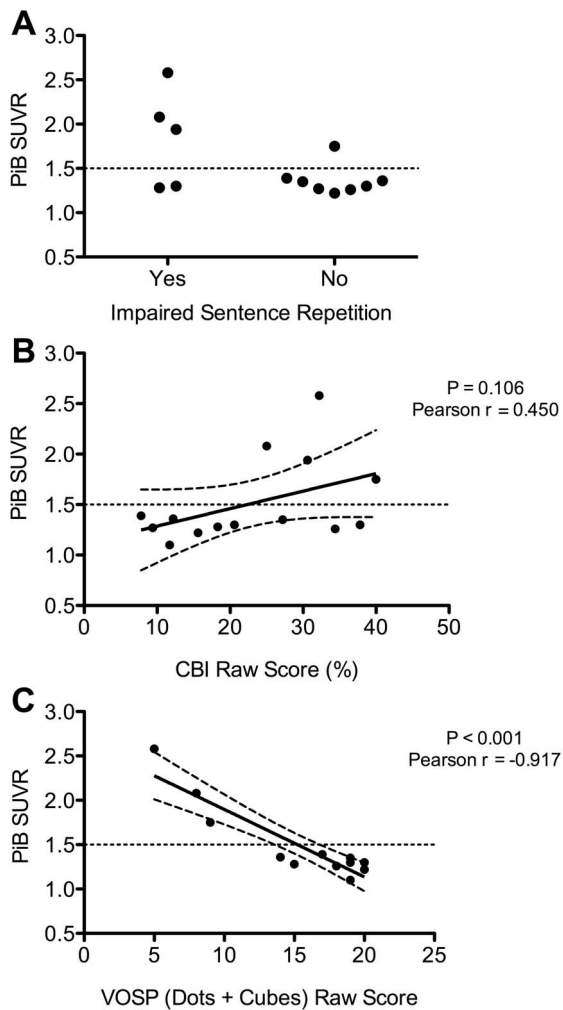 A
3.0
2.5
2.0
1.5
1.0
0.5
PiB SUVR
Yes No
Impaired Sentence Repetition
B
3.0
2.5
2.0
1.5
1.0
0.5
PiB SUVR
P = 0.106
Pearson r = 0.450
0 10 20 30 40 50
CBI Raw Score (%)
C
3.0
2.5
2.0
1.5
1.0
0.5
PiB SUVR
P < 0.001
Pearson r = -0.917
0 5 10 15 20 25
VOSP (Dots + Cubes) Raw Score